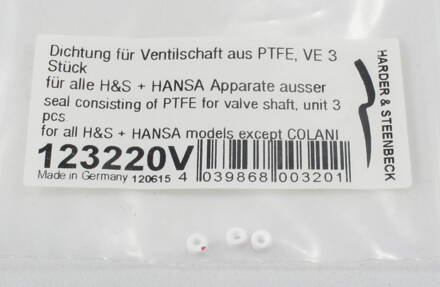 Dichtung für Ventilschaft aus PTFE, VE 3
Stück
für alle H&S + HANSA Apparate ausser
seal consisting of PTFE for valve shaft, unit 3
pcs
for all H&S + HANSA models except COLANI
123220V
Made in Germany 120615
4 039868 003201
HARDER & STEENBECK